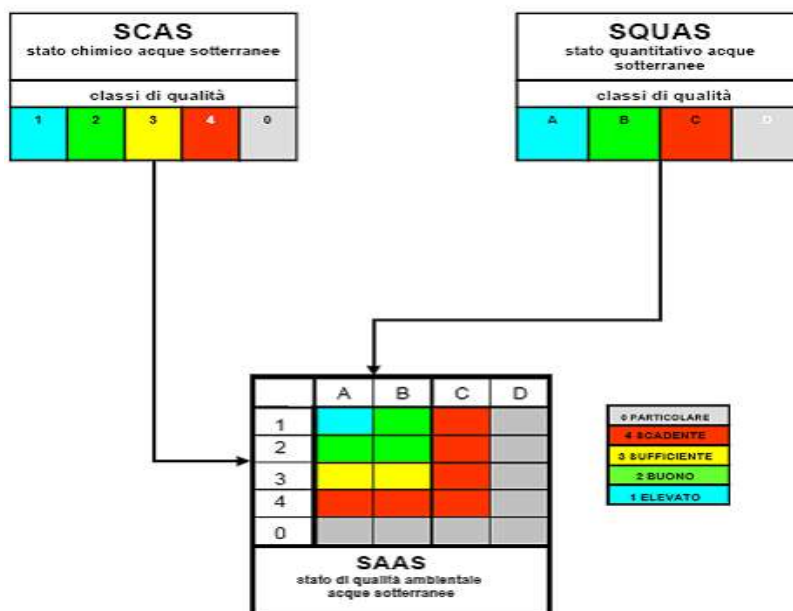 SCAS
stato chimico acque sotterranee
classi di qualità
1 2 3 4 0
SQUAS
stato quantitativo acque
sotterranee
classi di qualità
A B C D
A B C D
1
2
3
4
0
SAAS
stato di qualità ambientale
acque sotterranee
0 PARTICOLARE
4 SCADENTE
3 SUFFICIENTE
2 BUONO
1 ELEVATO